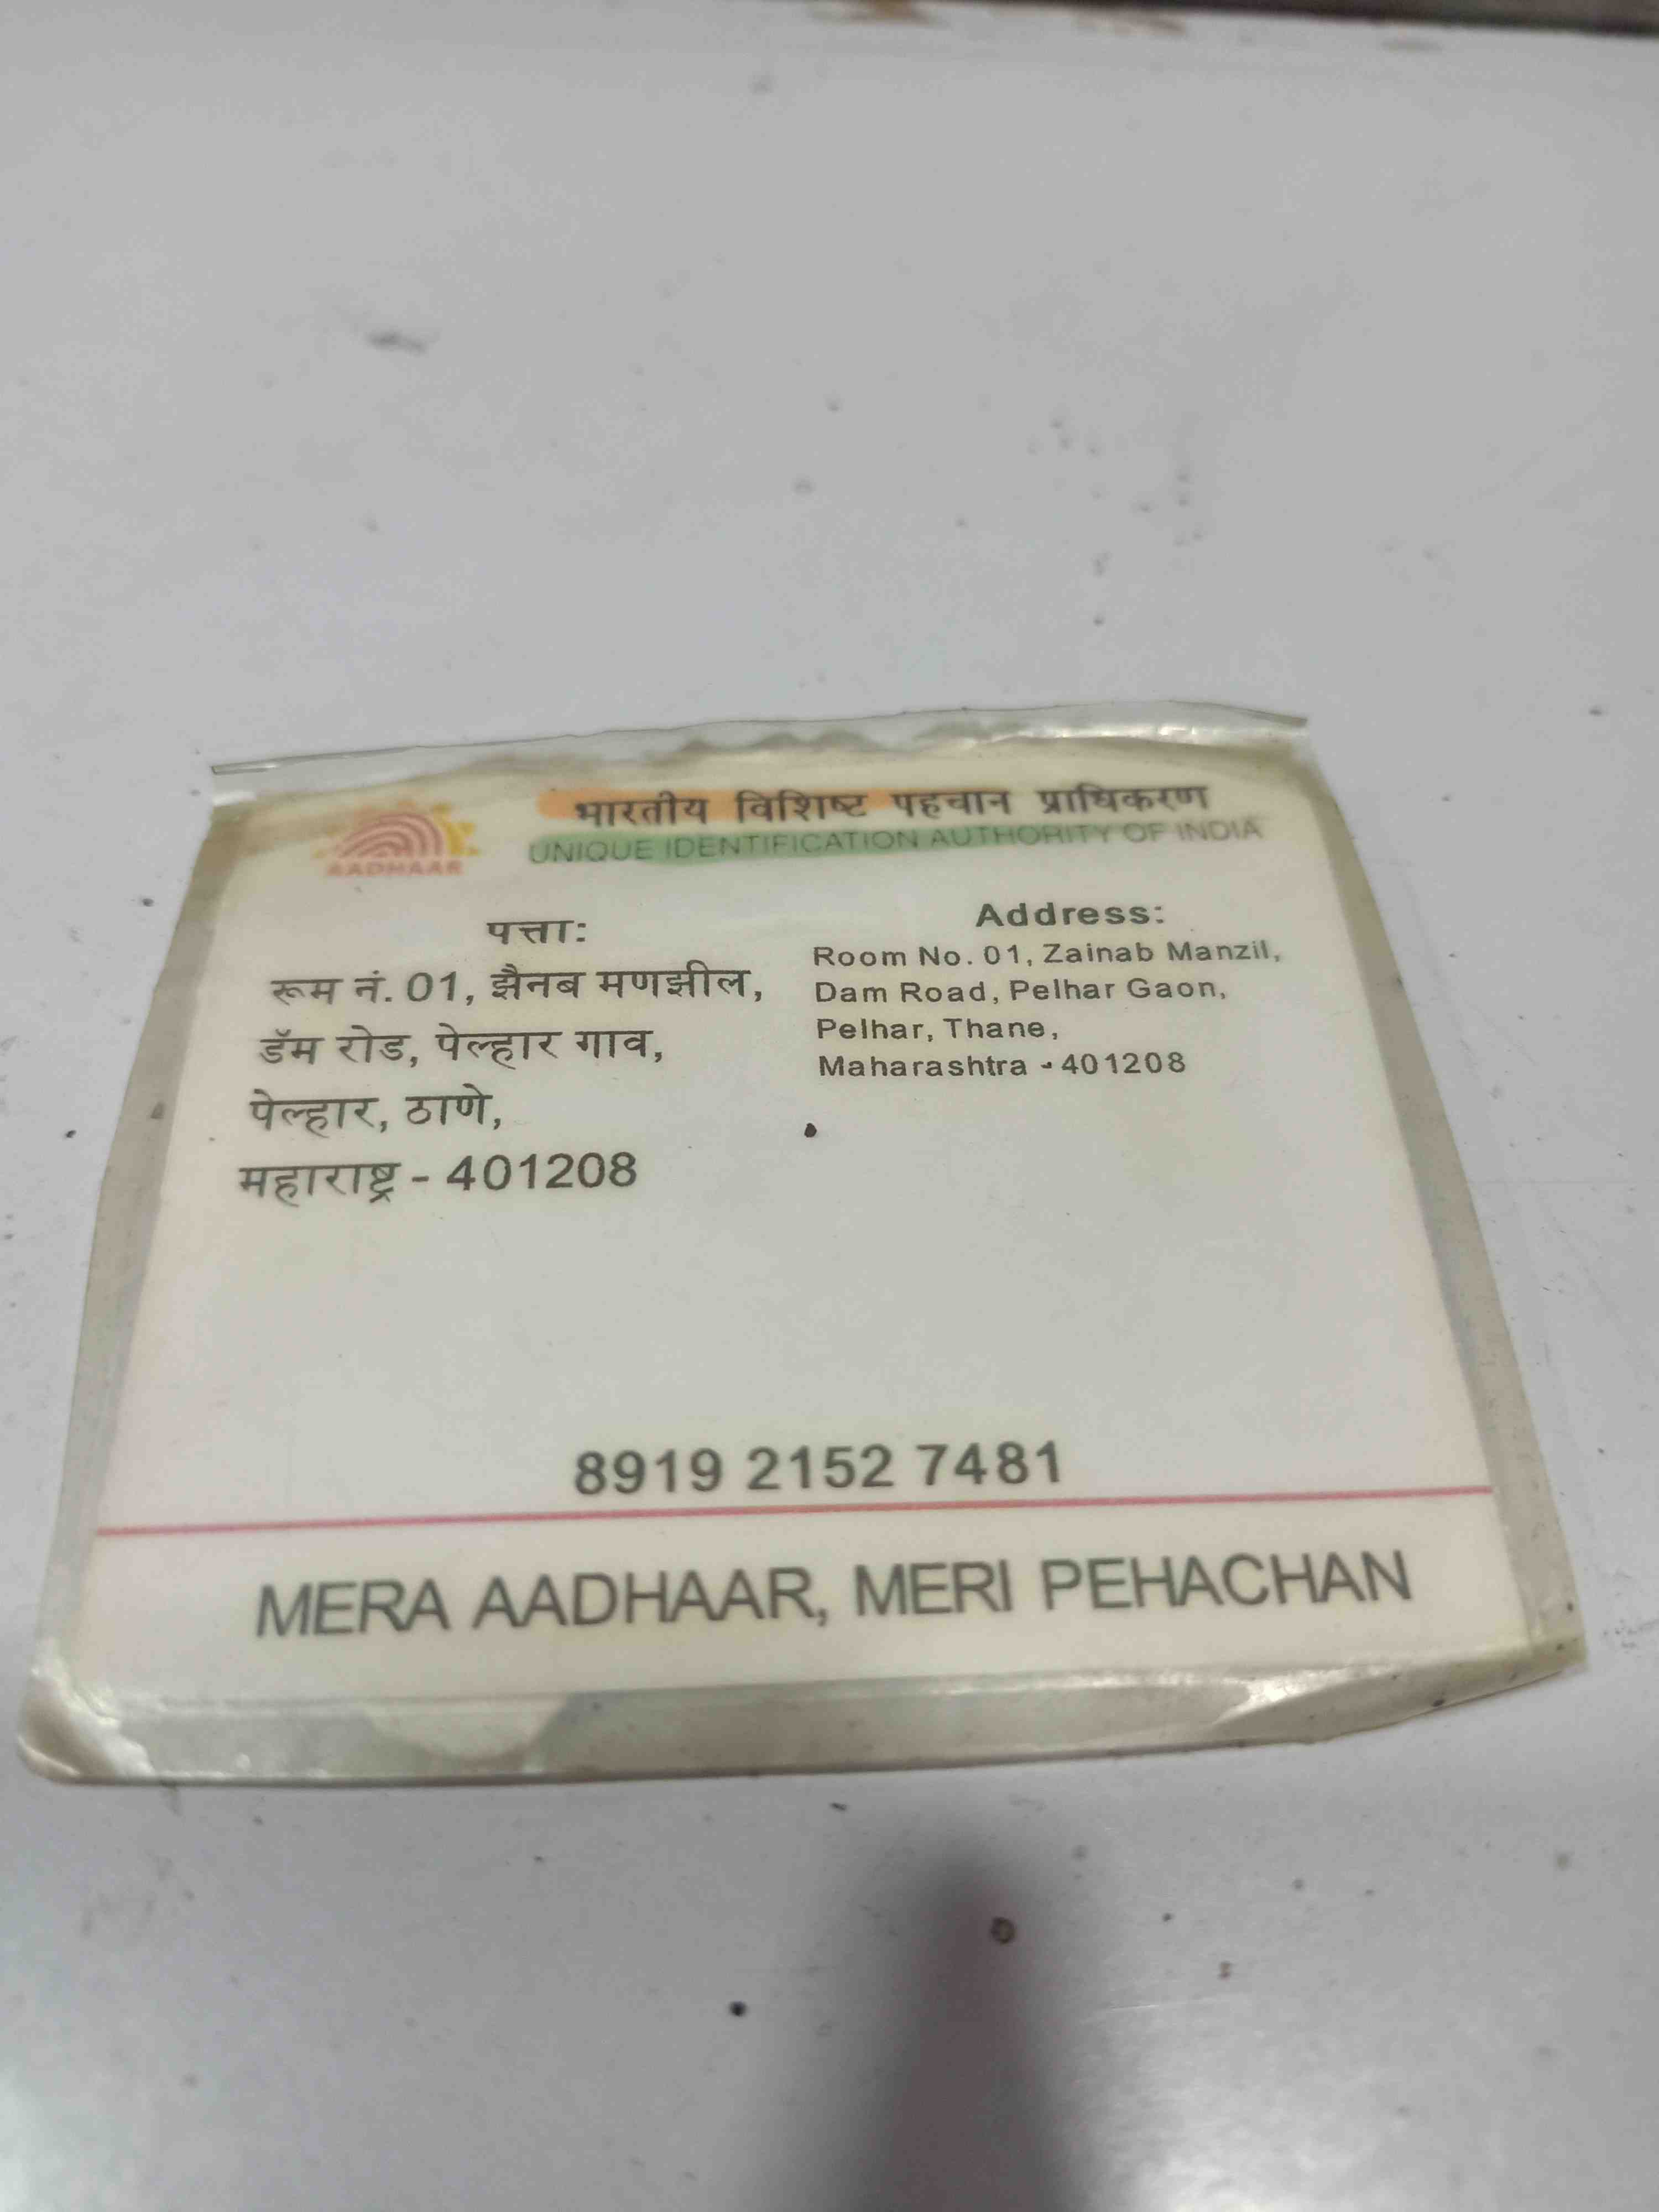 भारतीय विशिष्ट पहचान प्राधिकरण
UNIQUE IDENTIFICATION AUTHORITY OF INDIA
AADHAAR
पत्ताः
रूम नं. 01, झैनब मणझील,
डॅम रोड, पेल्हार गाव,
पेल्हार, ठाणे,
महाराष्ट्र - 401208
Address:
Room No. 01, Zainab Manzil,
Dam Road, Pelhar Gaon,
Pelhar, Thane,
Maharashtra - 401208
8919 2152 7481
MERA AADHAAR, MERI PEHACHAN